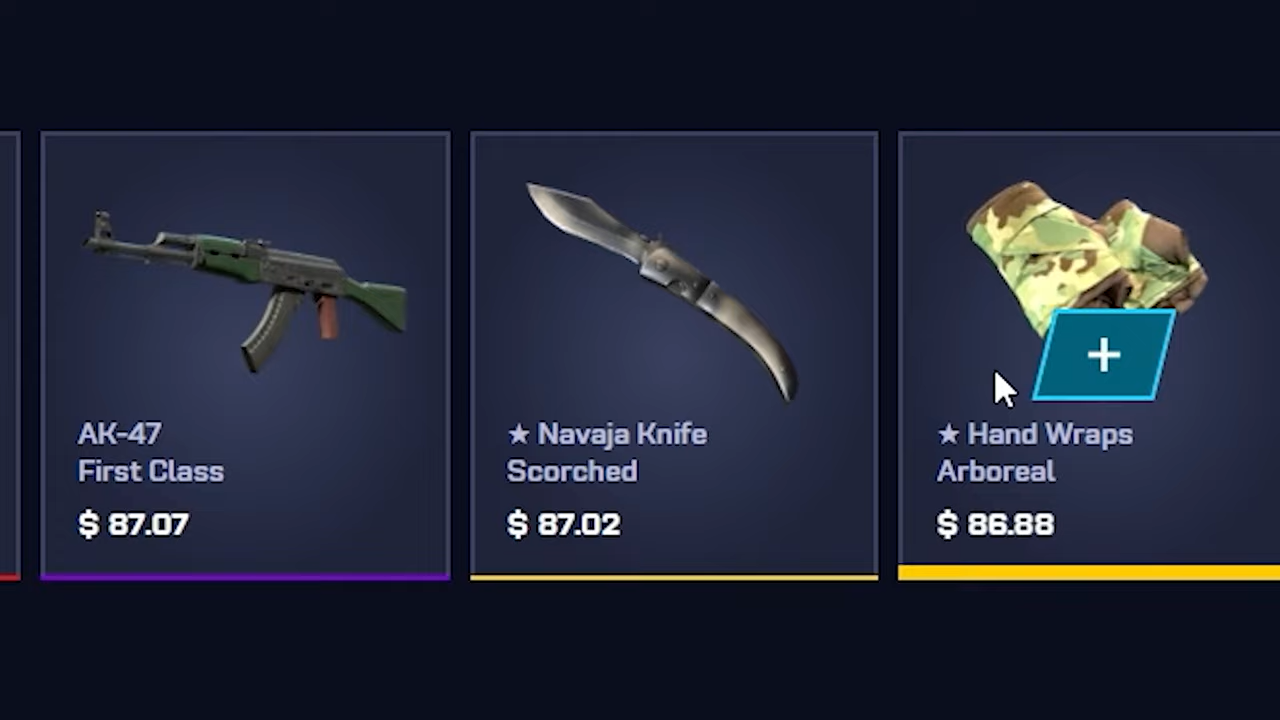 AK-47
First Class
$ 87.07
★ Navaja Knife
Scorched
$ 87.02
★ Hand Wraps
Arboreal
$ 86.88